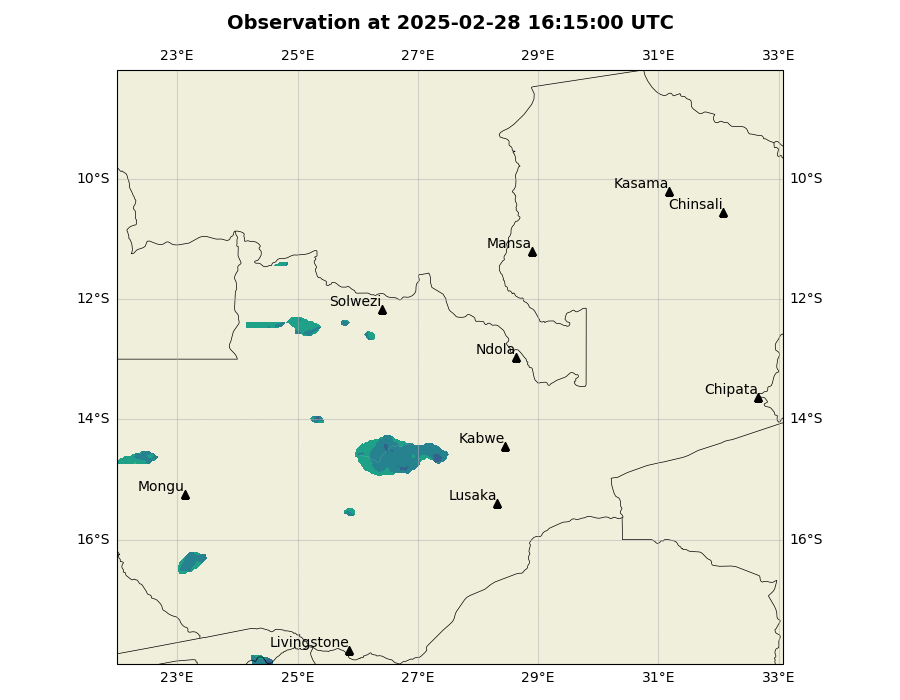 Observation at 2025-02-28 16:15:00 UTC
23°E 25°E 27°E 29°E 31°E 33°E
10°S 10°S
Kasama
Chinsali
Mansa
12°S 12°S
Solwezi
Ndola
Chipata
14°S 14°S
Kabwe
Mongu
Lusaka
16°S 16°S
Livingstone
23°E 25°E 27°E 29°E 31°E 33°E